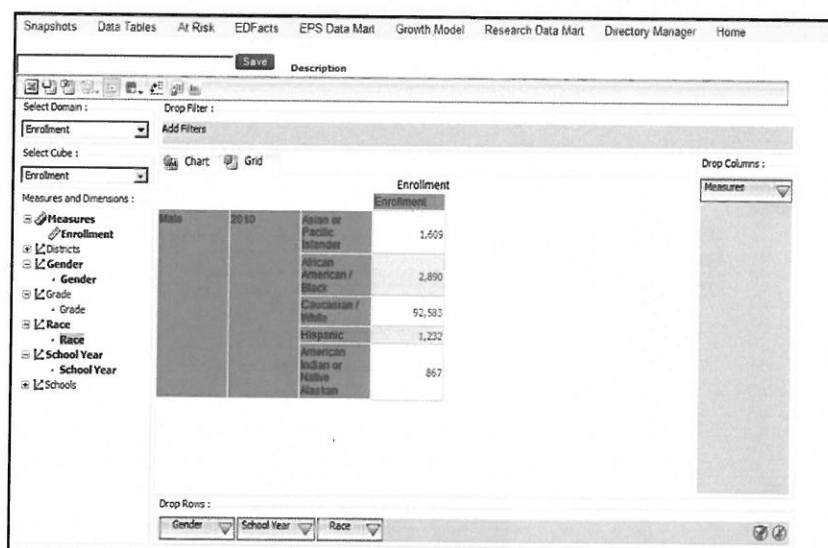 Snapshots Data Tables At Risk EDFacts EPS Data Mart Growth Model Research Data Mart Directory Manager Home
Save Description
Select Domain : Drop Filter :
Enrollment Add Filters
Select Cube : Chart Grid Drop Columns :
Enrollment Measures
Measures and Dimensions :
Enrollment
Enrollment
Measures
Enrollment
Districts
Gender
Gender
Grade
Grade
Race
Race
School Year
School Year
Schools
Male 2010 Asian or
Pacific
Islander 1,609
African
American /
Black 2,890
Caucasian /
White 92,583
Hispanic 1,232
American
Indian or
Native
Alaskan 867
Drop Rows :
Gender School Year Race